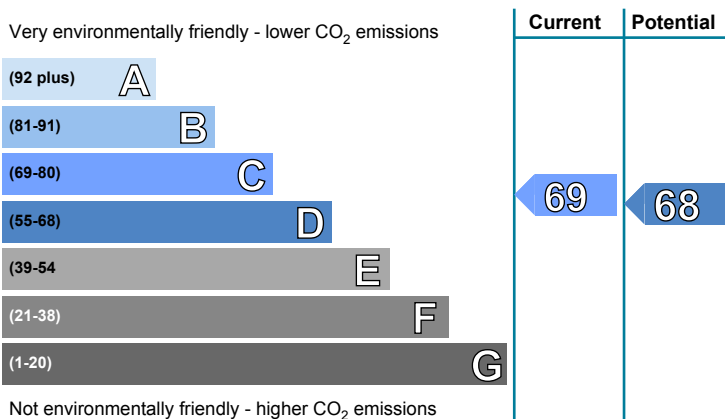 Very environmentally friendly - lower CO2 emissions
Current
Potential
(92 plus) A
(81-91) B
(69-80) C
69
68
(55-68) D
(39-54 E
(21-38) F
(1-20) G
Not environmentally friendly - higher CO2 emissions